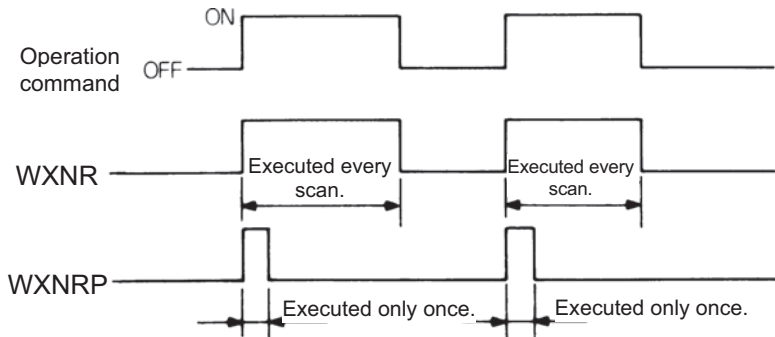 ON
Operation
command
OFF
WXNR
Executed every
scan.
Executed every
scan.
WXNRP
Executed only once.
Executed only once.